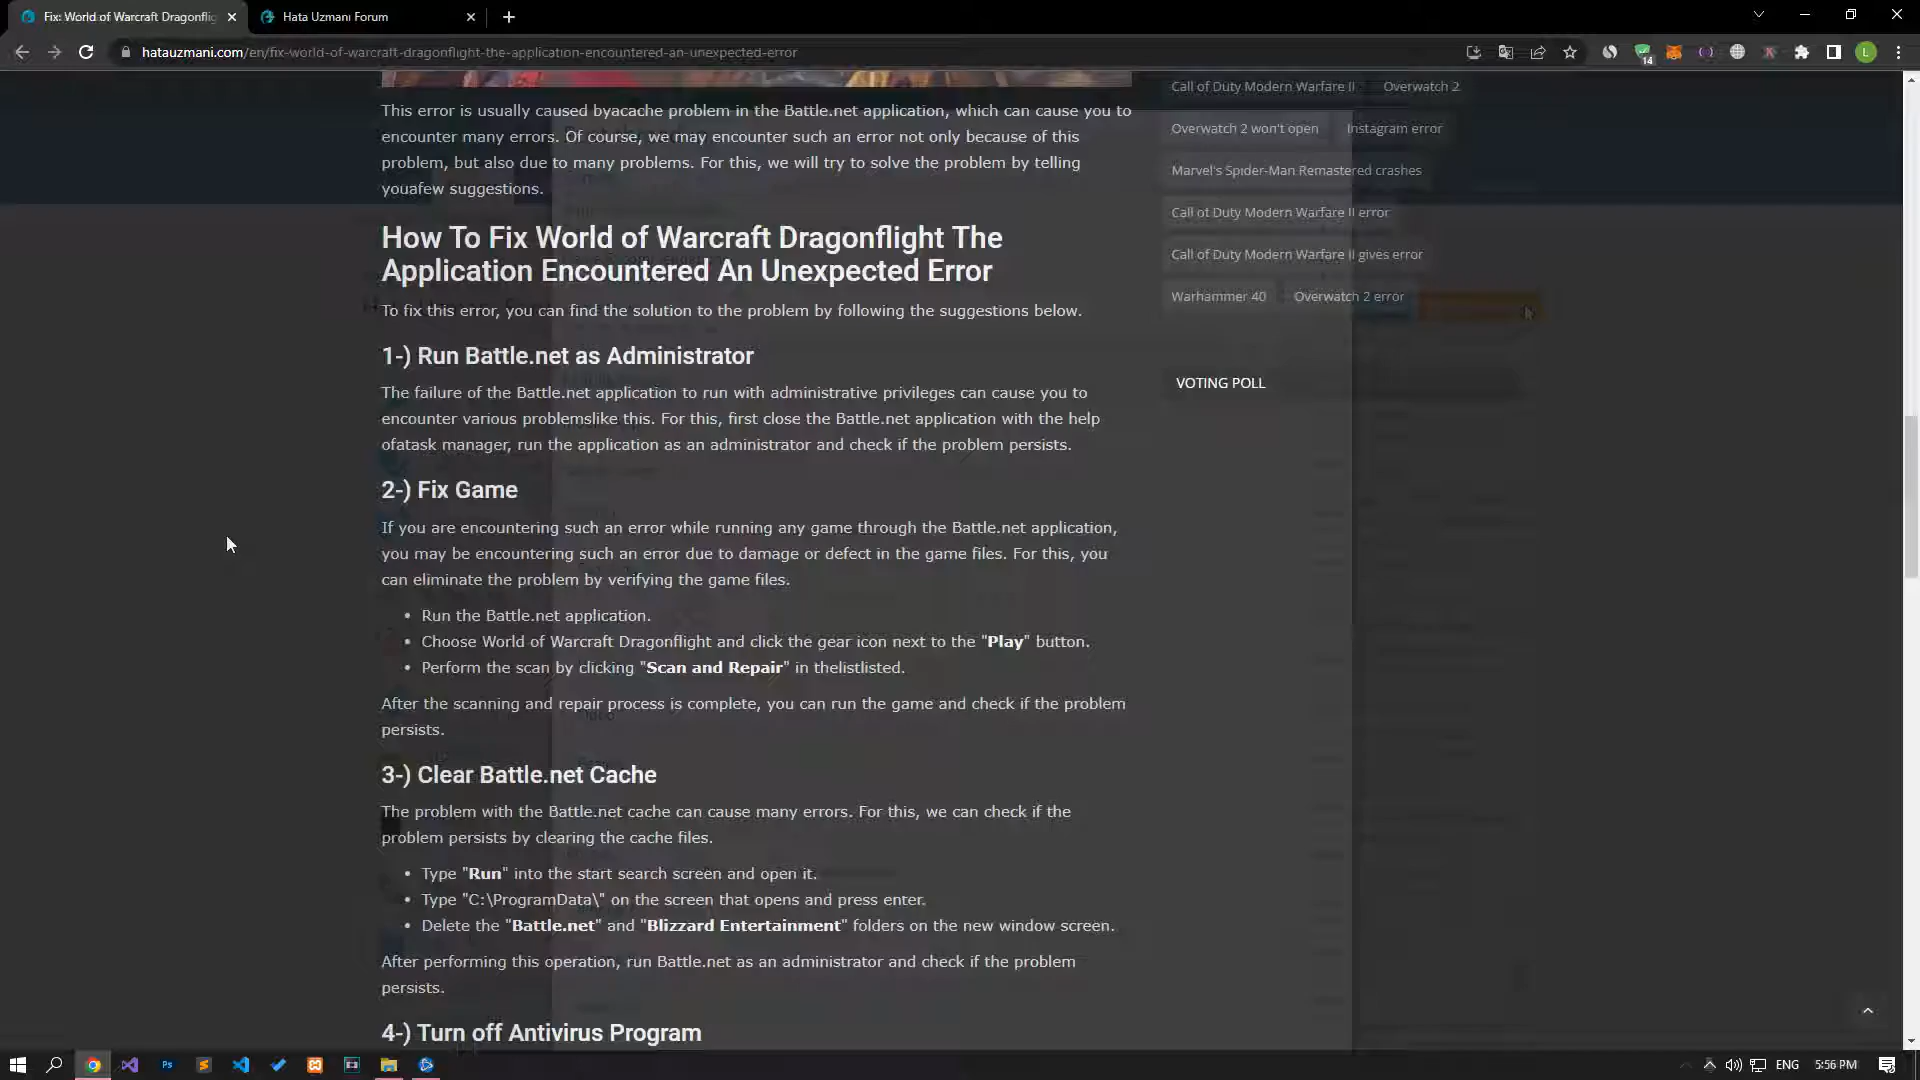 Fix: World of Warcraft Dragonflig
Hata Uzmanı Forum
hatauzmani.com/en/fix-world-of-warcraft-dragonflight-the-application-encountered-an-unexpected-error
14
L
This error is usually caused byacache problem in the Battle.net application, which can cause you to
encounter many errors. Of course, we may encounter such an error not only because of this
problem, but also due to many problems. For this, we will try to solve the problem by telling
youafew suggestions.
How To Fix World of Warcraft Dragonflight The
Application Encountered An Unexpected Error
To fix this error, you can find the solution to the problem by following the suggestions below.
1-) Run Battle.net as Administrator
The failure of the Battle.net application to run with administrative privileges can cause you to
encounter various problemslike this. For this, first close the Battle.net application with the help
ofatask manager, run the application as an administrator and check if the problem persists.
2-) Fix Game
If you are encountering such an error while running any game through the Battle.net application,
you may be encountering such an error due to damage or defect in the game files. For this, you
can eliminate the problem by verifying the game files.
• Run the Battle.net application.
• Choose World of Warcraft Dragonflight and click the gear icon next to the "Play" button.
• Perform the scan by clicking "Scan and Repair" in thelistlisted.
After the scanning and repair process is complete, you can run the game and check if the problem
persists.
3-) Clear Battle.net Cache
The problem with the Battle.net cache can cause many errors. For this, we can check if the
problem persists by clearing the cache files.
• Type "Run" into the start search screen and open it.
• Type "C:\ProgramData\" on the screen that opens and press enter.
• Delete the "Battle.net" and "Blizzard Entertainment" folders on the new window screen.
After performing this operation, run Battle.net as an administrator and check if the problem
persists.
4-) Turn off Antivirus Program
Call of Duty Modern Warfare II Overwatch 2
Overwatch 2 won't open Instagram error
Marvel's Spider-Man Remastered crashes
Call of Duty Modern Warfare II error
Call of Duty Modern Warfare II gives error
Warhammer 40 Overwatch 2 error
VOTING POLL
Ps
ENG
5:56 PM